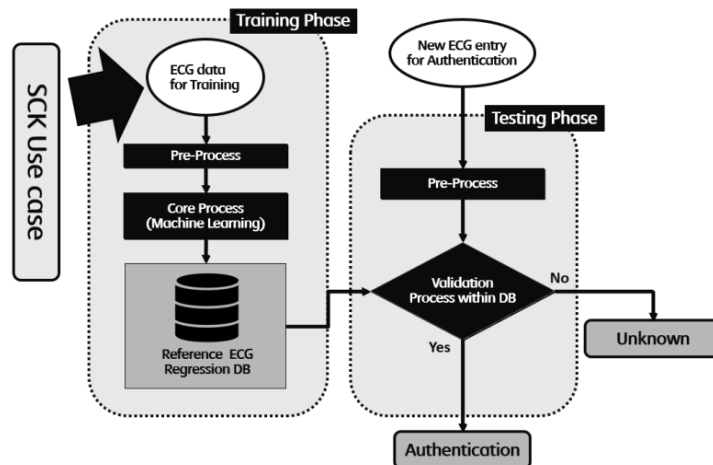 SCK Use case
Training Phase
ECG data
for Training
Pre-Process
Core Process
(Machine Learning)
Reference ECG
Regression DB
New ECG entry
for Authentication
Testing Phase
Pre-Process
Validation
Process within DB
No
Yes
Unknown
Authentication